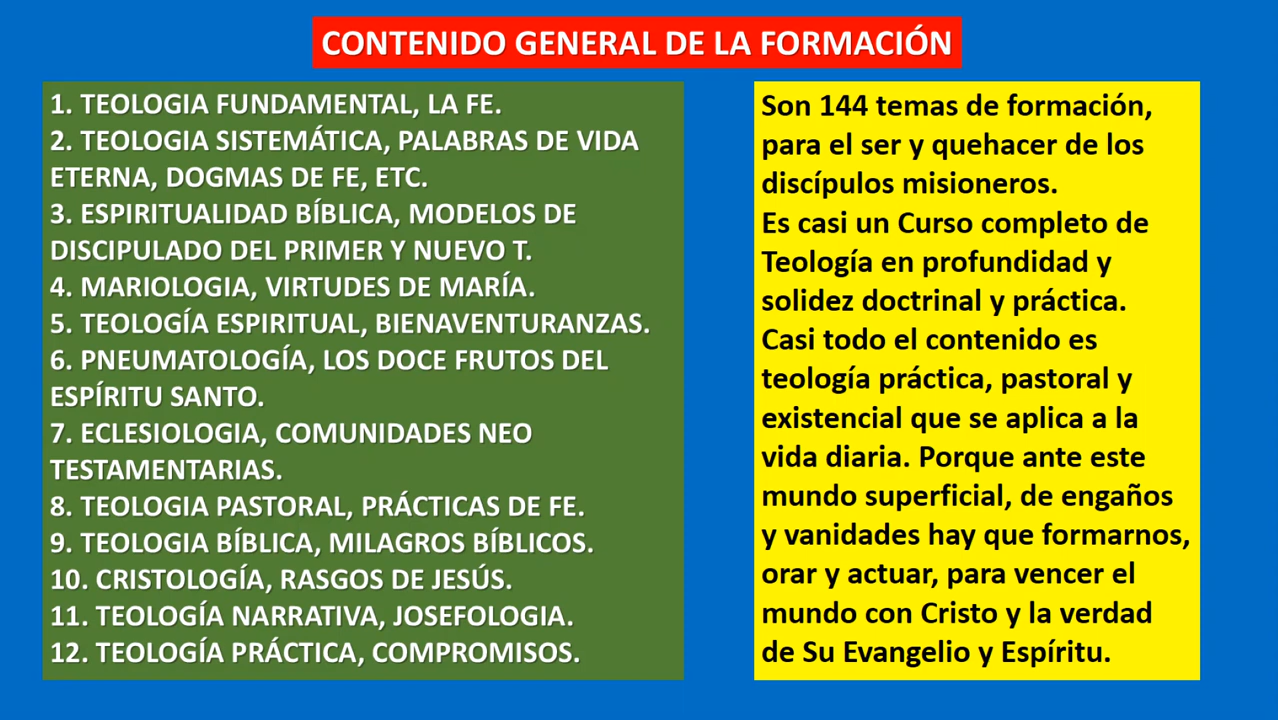 CONTENIDO GENERAL DE LA FORMACIÓN
1. TEOLOGIA FUNDAMENTAL, LA FE.
2. TEOLOGIA SISTEMÁTICA, PALABRAS DE VIDA
ETERNA, DOGMAS DE FE, ETC.
3. ESPIRITUALIDAD BÍBLICA, MODELOS DE
DISCIPULADO DEL PRIMER Y NUEVO T.
4. MARIOLOGIA, VIRTUDES DE MARÍA.
5. TEOLOGÍA ESPIRITUAL, BIENAVENTURANZAS.
6. PNEUMATOLOGÍA, LOS DOCE FRUTOS DEL
ESPÍRITU SANTO.
7. ECLESIOLOGIA, COMUNIDADES NEO
TESTAMENTARIAS.
8. TEOLOGIA PASTORAL, PRÁCTICAS DE FE.
9. TEOLOGIA BÍBLICA, MILAGROS BÍBLICOS.
10. CRISTOLOGÍA, RASGOS DE JESÚS.
11. TEOLOGÍA NARRATIVA, JOSEFOLOGIA.
12. TEOLOGÍA PRÁCTICA, COMPROMISOS.
Son 144 temas de formación,
para el ser y quehacer de los
discípulos misioneros.
Es casi un Curso completo de
Teología en profundidad y
solidez doctrinal y práctica.
Casi todo el contenido es
teología práctica, pastoral y
existencial que se aplica a la
vida diaria. Porque ante este
mundo superficial, de engaños
y vanidades hay que formarnos,
orar y actuar, para vencer el
mundo con Cristo y la verdad
de Su Evangelio y Espíritu.